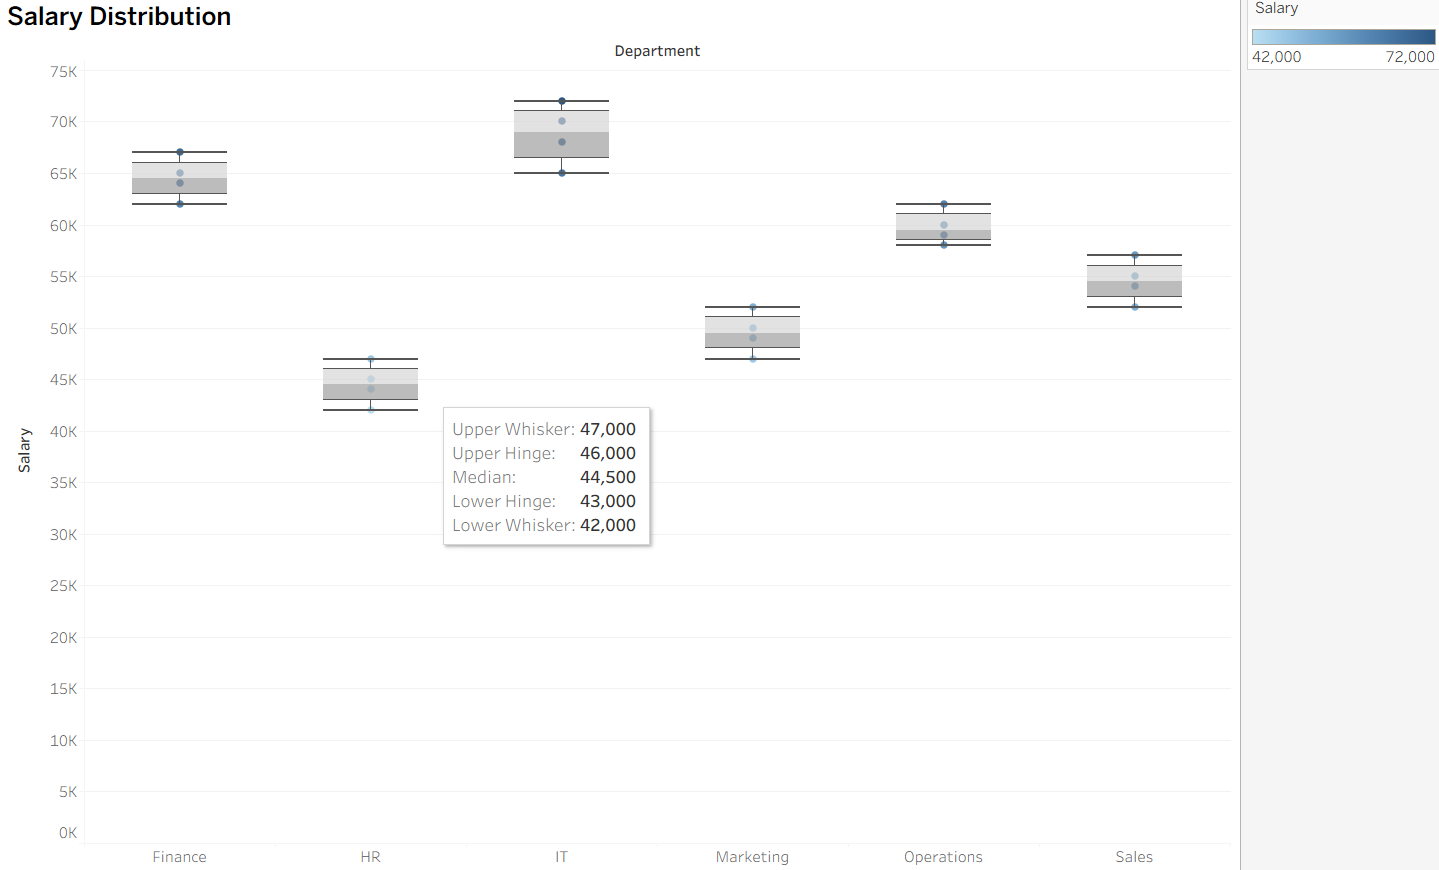 Salary Distribution
Salary
42,000 72,000
Department
75K
70K
65K
60K
55K
50K
45K
40K
35K
30K
25K
20K
15K
10K
5K
0K
Salary
Upper Whisker: 47,000
Upper Hinge: 46,000
Median: 44,500
Lower Hinge: 43,000
Lower Whisker: 42,000
Finance HR IT Marketing Operations Sales